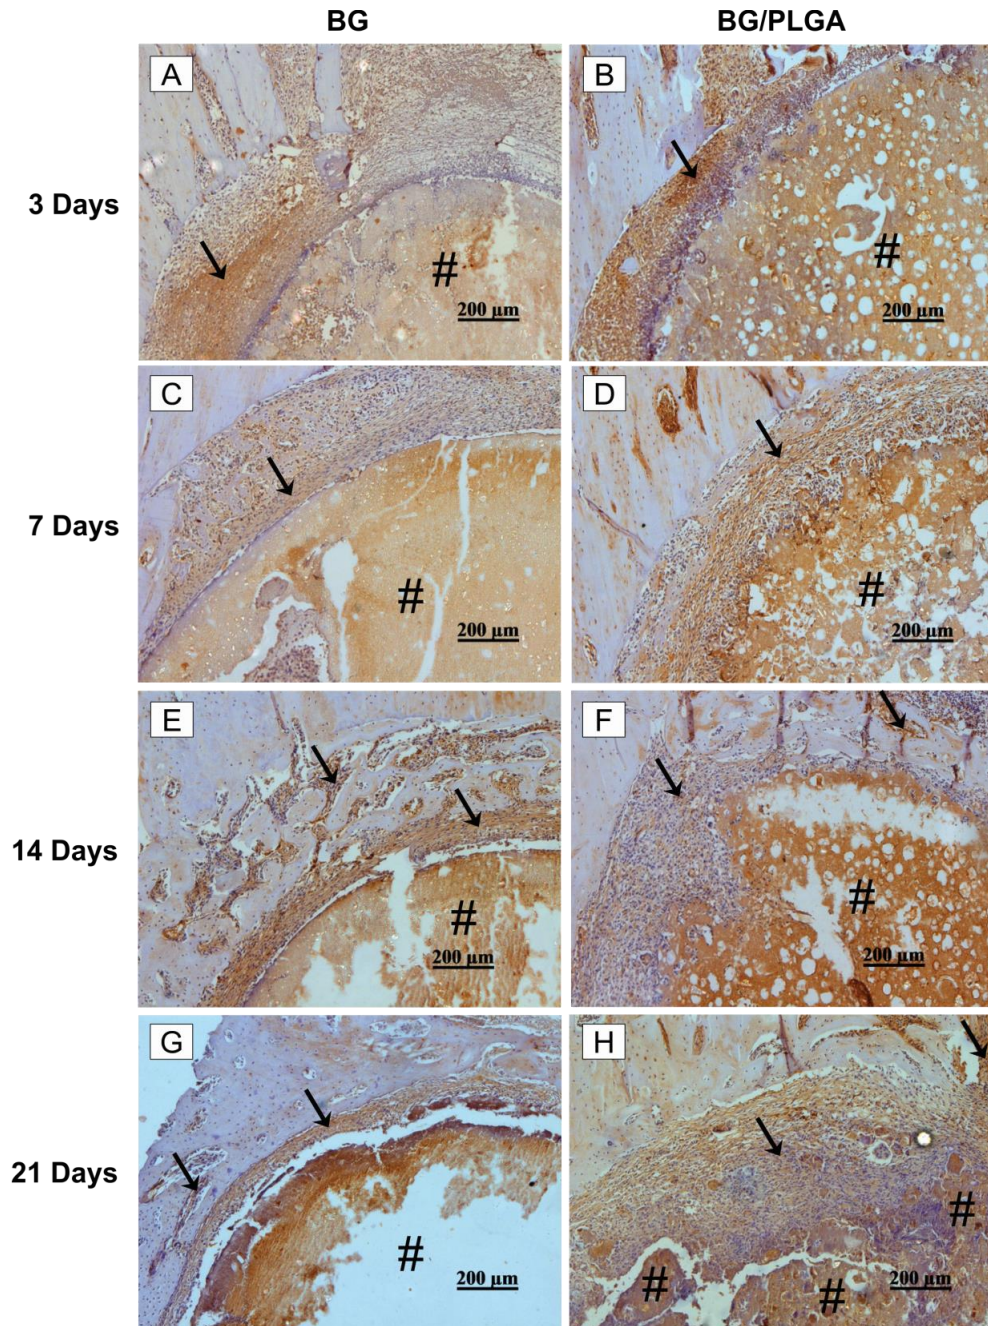 BG BG/PLGA
A B
3 Days
# #
200 µm 200 µm
C D
7 Days
# #
200 µm 200 µm
E F
14 Days
# #
200 µm 200 µm
G H
21 Days
# #
200 µm 200 µm
# #